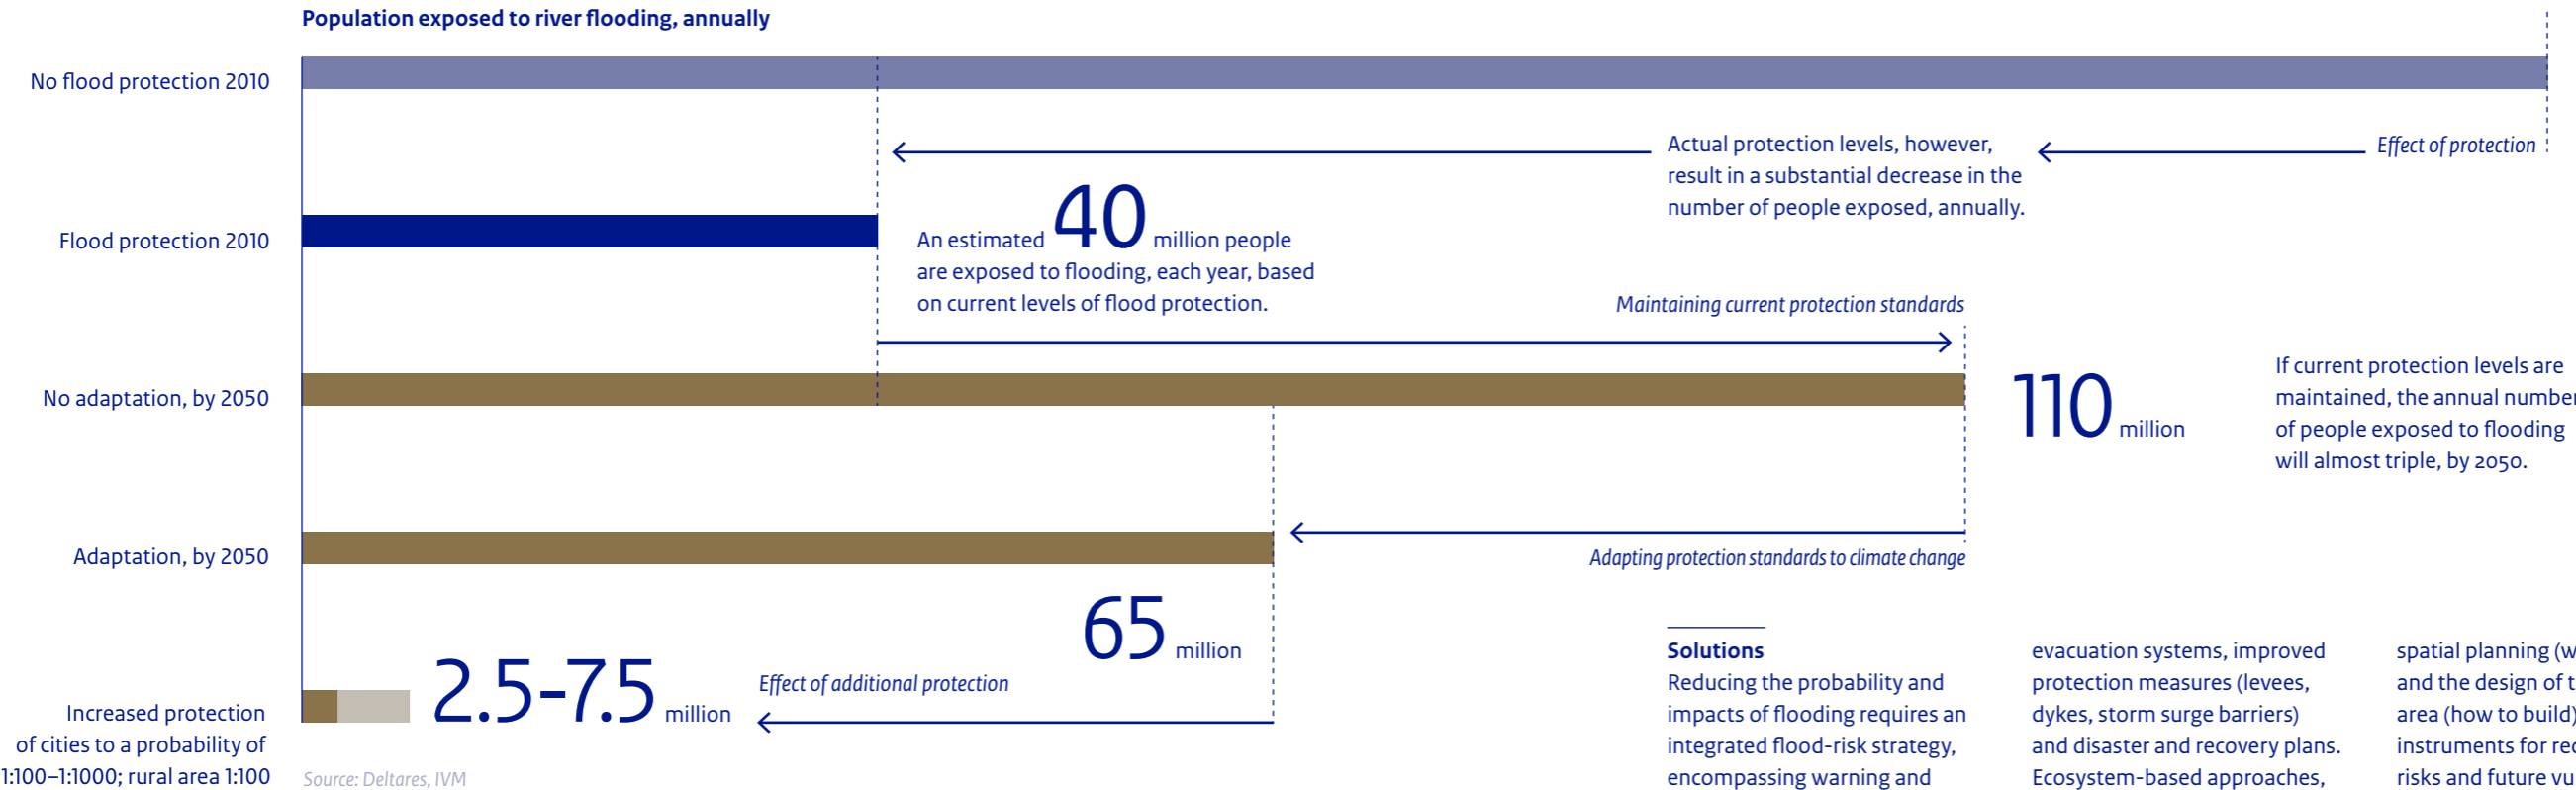 Population exposed to river flooding, annually
No flood protection 2010
Effect of protection
Actual protection levels, however,
result in a substantial decrease in the
number of people exposed, annually.
Flood protection 2010
An estimated 40 million people
are exposed to flooding, each year, based
on current levels of flood protection.
Maintaining current protection standards
No adaptation, by 2050
110 million
If current protection levels are
maintained, the annual number
of people exposed to flooding
will almost triple, by 2050.
Adaptation, by 2050
Adapting protection standards to climate change
65 million
Increased protection
of cities to a probability of
1:100–1:1000; rural area 1:100
2.5-7.5 million
Effect of additional protection
Source: Deltares, IVM
Solutions
Reducing the probability and
impacts of flooding requires an
integrated flood-risk strategy,
encompassing warning and
evacuation systems, improved
protection measures (levees,
dykes, storm surge barriers)
and disaster and recovery plans.
Ecosystem-based approaches,
spatial planning
and the design of
area (how to build)
instruments for
risks and future